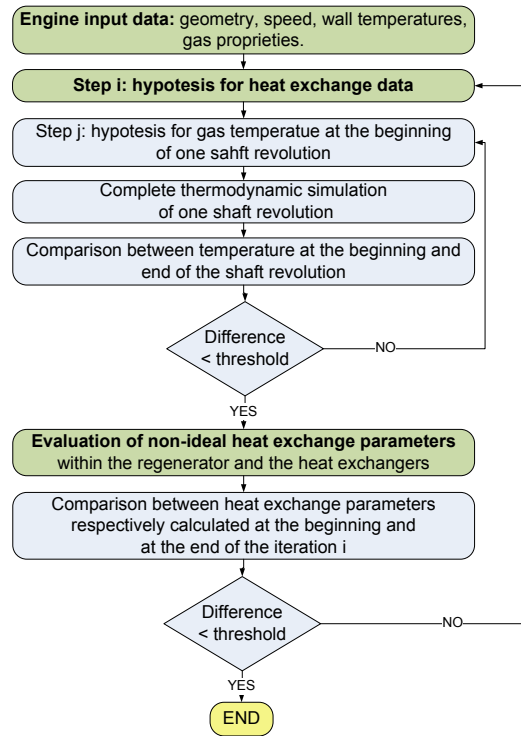 Engine input data: geometry, speed, wall temperatures,
gas proprieties.
Step i: hypotesis for heat exchange data
Step j: hypotesis for gas temperatue at the beginning
of one sahft revolution
Complete thermodynamic simulation
of one shaft revolution
Comparison between temperature at the beginning and
end of the shaft revolution
Difference
< threshold
NO
YES
Evaluation of non-ideal heat exchange parameters
within the regenerator and the heat exchangers
Comparison between heat exchange parameters
respectively calculated at the beginning and
at the end of the iteration i
Difference
< threshold
NO
YES
END